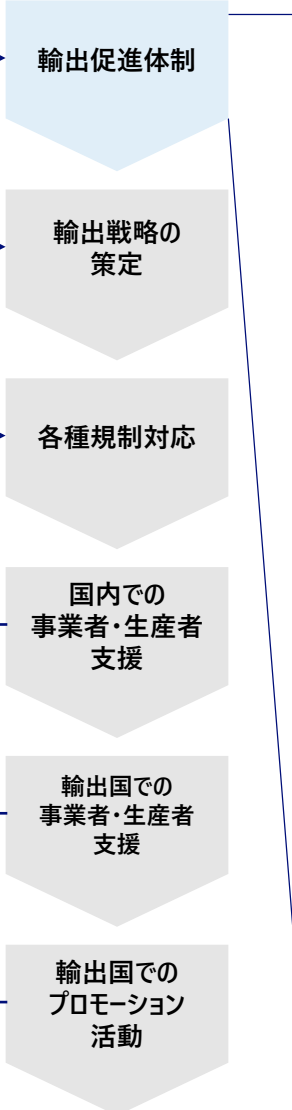 輸出促進体制
輸出戦略の
策定
各種規制対応
国内での
事業者・生産者
支援
輸出国での
事業者・生産者
支援
輸出国での
プロモーション
活動